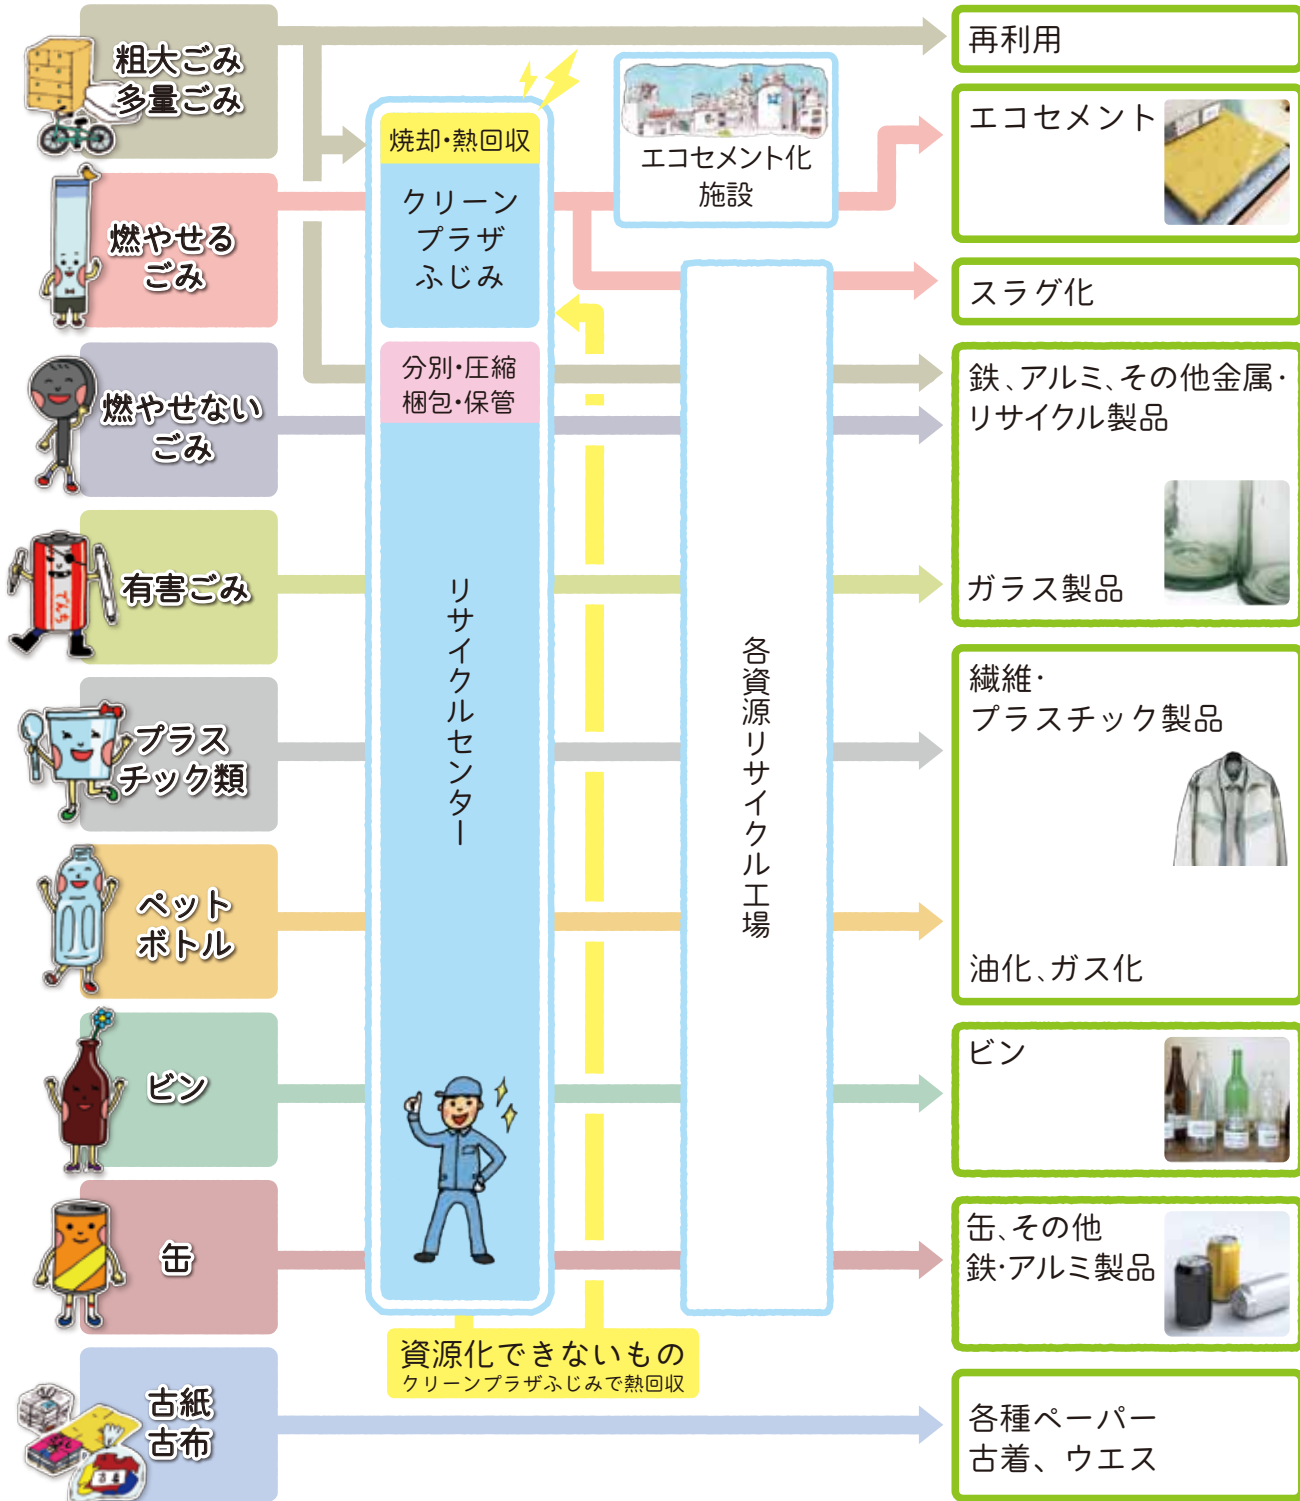 粗大ごみ
多量ごみ
燃やせる
ごみ
燃やせない
ごみ
有害ごみ
でんち
プラス
チック類
ペット
ボトル
ビン
缶
古紙
古布
焼却・熱回収
クリーン
プラザ
ふじみ
分別・圧縮
梱包・保管
リサイクルセンター
エコセメント化
施設
各資源リサイクル工場
資源化できないもの
クリーンプラザふじみで熱回収
再利用
エコセメント
スラグ化
鉄、アルミ、その他金属・
リサイクル製品
ガラス製品
繊維・
プラスチック製品
油化、ガス化
ビン
缶、その他
鉄・アルミ製品
各種ペーパー
古着、ウエス